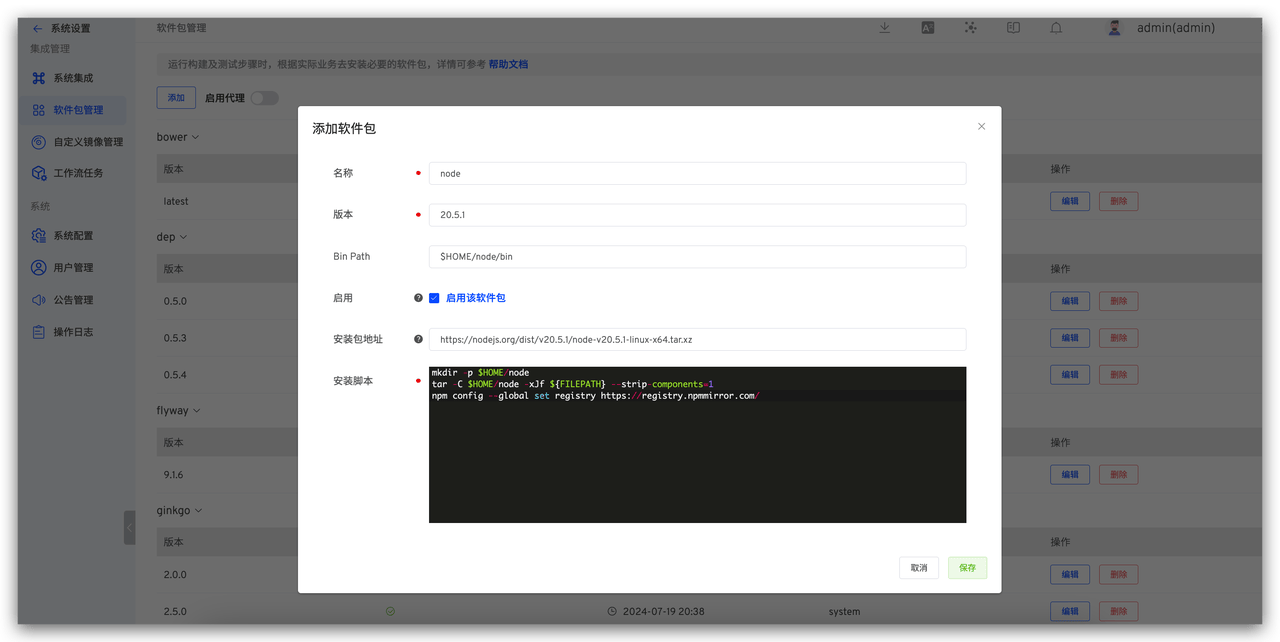 系统设置
软件包管理
admin(admin)
集成管理
系统集成
软件包管理
自定义镜像管理
工作流任务
系统
系统配置
用户管理
公告管理
操作日志
运行构建及测试步骤时，根据实际业务去安装必要的软件包，详情可参考 帮助文档
添加 启用代理
bower
版本 操作
latest 编辑 删除
dep
版本 操作
0.5.0 编辑 删除
0.5.3 编辑 删除
0.5.4 编辑 删除
flyway
版本 操作
9.1.6 编辑 删除
ginkgo
版本 操作
2.0.0 编辑 删除
2.5.0 2024-07-19 20:38 system 编辑 删除
添加软件包
名称 node
版本 20.5.1
Bin Path $HOME/node/bin
启用 启用该软件包
安装包地址 https://nodejs.org/dist/v20.5.1/node-v20.5.1-linux-x64.tar.xz
安装脚本
mkdir -p $HOME/node
tar -C $HOME/node -xJf ${FILEPATH} --strip-components=1
npm config --global set registry https://registry.npmmirror.com/
取消 保存